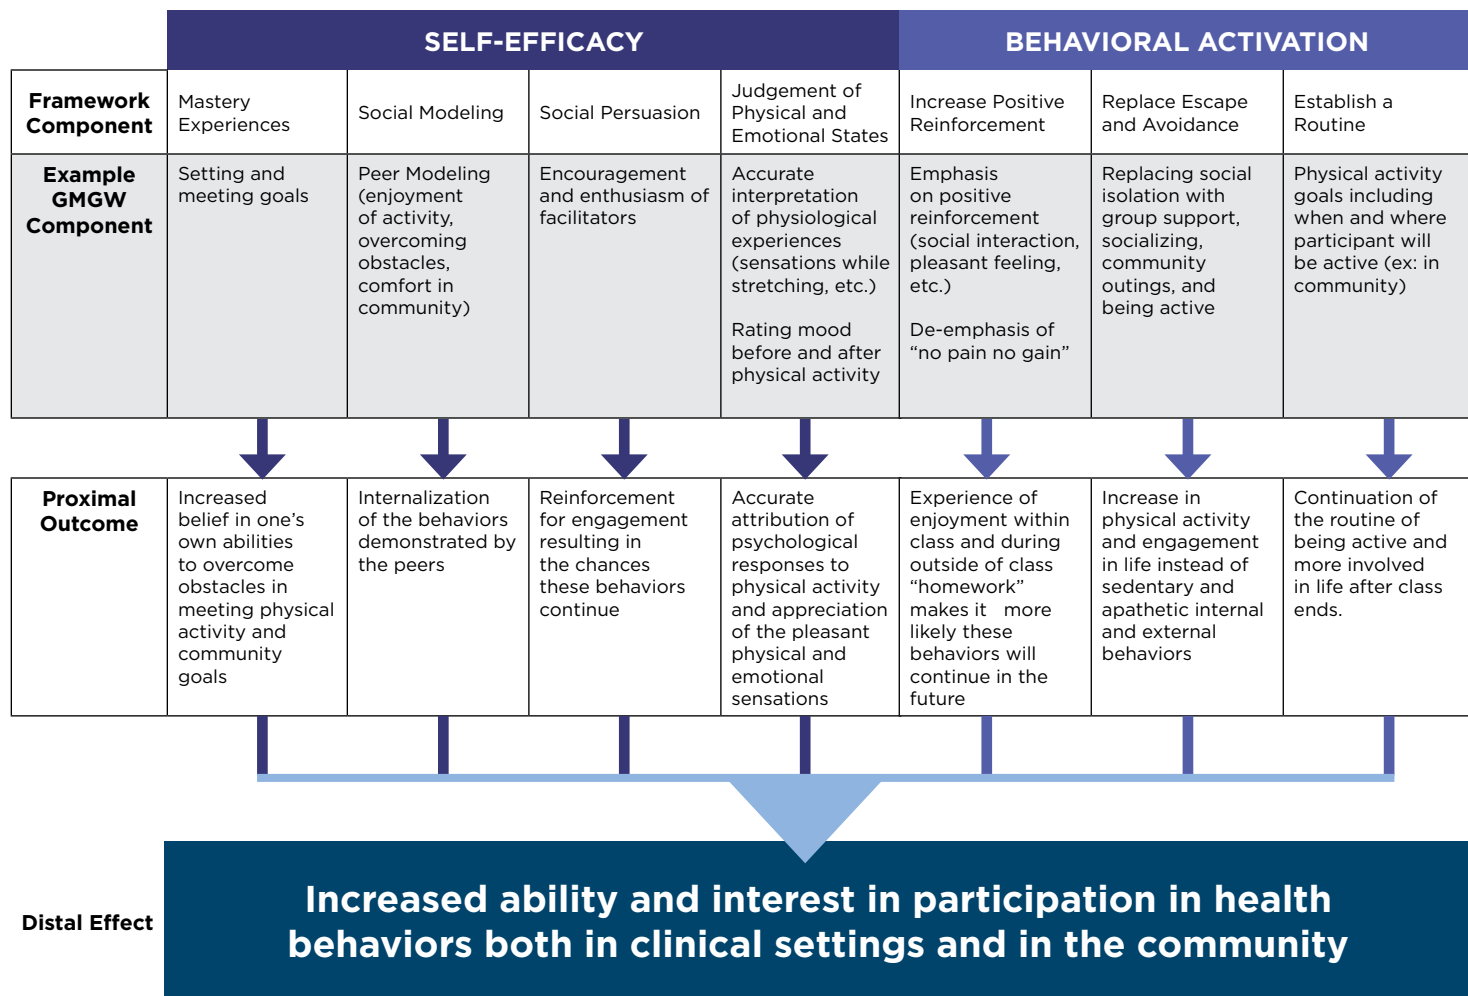 SELF-EFFICACY
BEHAVIORAL ACTIVATION
Framework
Component
Mastery
Experiences
Social Modeling
Social Persuasion
Judgement of
Physical and
Emotional States
Increase Positive
Reinforcement
Replace Escape
and Avoidance
Establish a
Routine
Example
GMGW
Component
Setting and
meeting goals
Peer Modeling
(enjoyment
of activity,
overcoming
obstacles,
comfort in
community)
Encouragement
and enthusiasm of
facilitators
Accurate
interpretation
of physiological
experiences
(sensations while
stretching, etc.)
Rating mood
before and after
physical activity
Emphasis
on positive
reinforcement
(social interaction,
pleasant feeling,
etc.)
De-emphasis of
“no pain no gain”
Replacing social
isolation with
group support,
socializing,
community
outings, and
being active
Physical activity
goals including
when and where
participant will
be active (ex: in
community)
Proximal
Outcome
Increased
belief in one’s
own abilities
to overcome
obstacles in
meeting physical
activity and
community
goals
Internalization
of the behaviors
demonstrated by
the peers
Reinforcement
for engagement
resulting in
the chances
these behaviors
continue
Accurate
attribution of
psychological
responses to
physical activity
and appreciation
of the pleasant
physical and
emotional
sensations
Experience of
enjoyment within
class and during
outside of class
“homework”
makes it more
likely these
behaviors will
continue in the
future
Increase in
physical activity
and engagement
in life instead of
sedentary and
apathetic internal
and external
behaviors
Continuation of
the routine of
being active and
more involved
in life after class
ends.
Distal Effect
Increased ability and interest in participation in health
behaviors both in clinical settings and in the community